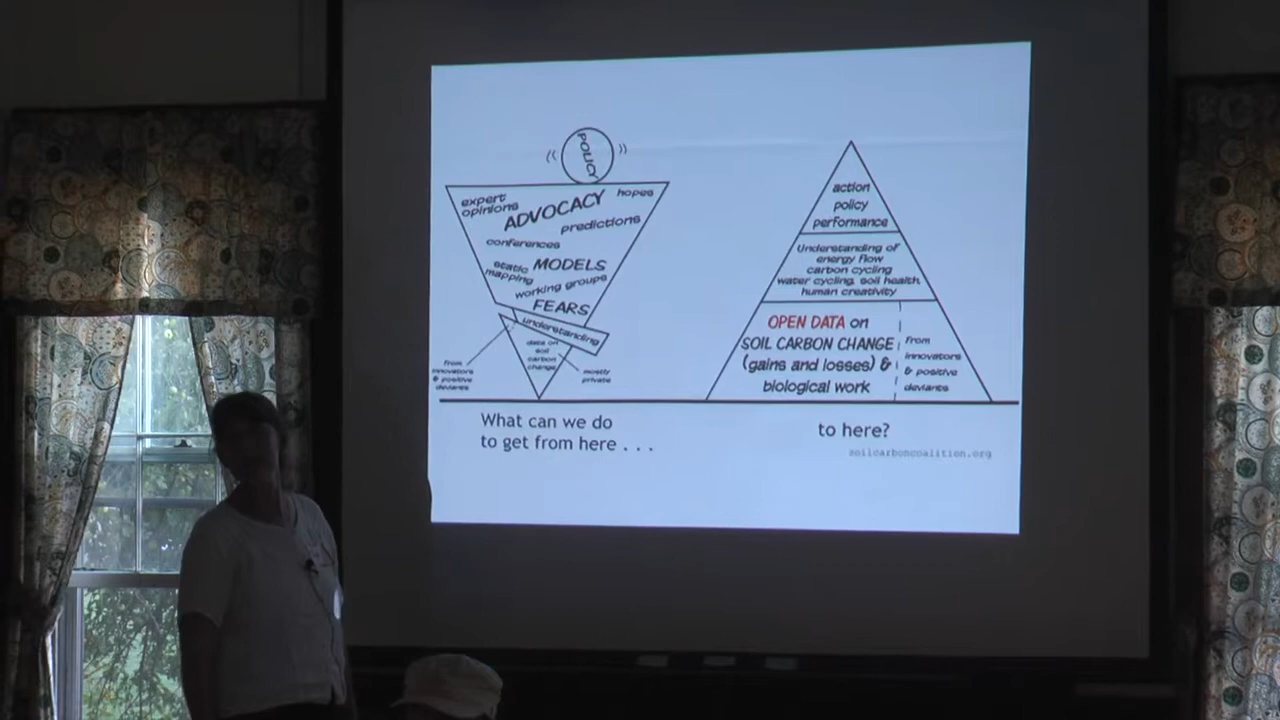 POLICY
expert
opinions
hopes
ADVOCACY
predictions
conferences
static
mapping
MODELS
working groups
FEARS
understanding
data on
soil
carbon
change
from
innovators
& positive
deviants
mostly
private
What can we do
to get from here . . .
action
policy
performance
Understanding of
energy flow
carbon cycling
water cycling, soil health,
human creativity
OPEN DATA on
SOIL CARBON CHANGE
(gains and losses) &
biological work
from
innovators
& positive
deviants
to here?
soilcarboncoalition.org